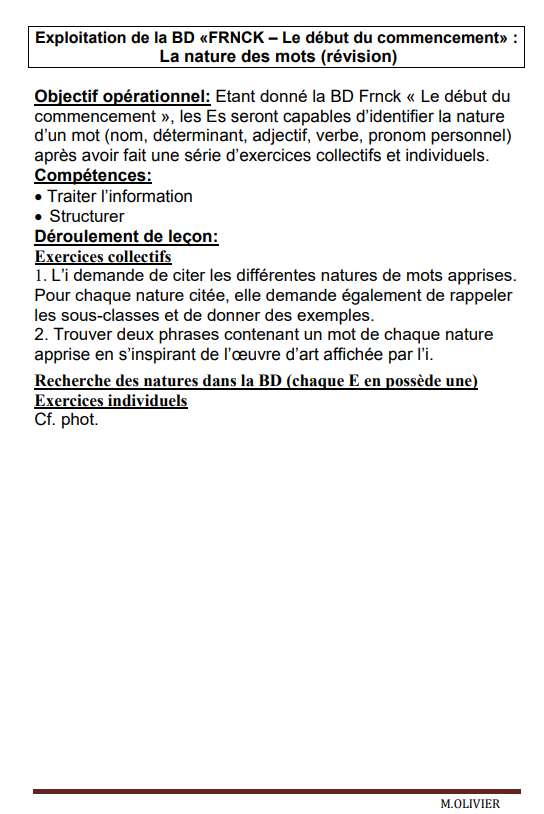 Exploitation de la BD «FRNCK – Le début du commencement» :
La nature des mots (révision)
Objectif opérationnel: Etant donné la BD Frnck « Le début du
commencement », les Es seront capables d’identifier la nature
d’un mot (nom, déterminant, adjectif, verbe, pronom personnel)
après avoir fait une série d’exercices collectifs et individuels.
Compétences:
• Traiter l’information
• Structurer
Déroulement de leçon:
Exercices collectifs
1. L’i demande de citer les différentes natures de mots apprises.
Pour chaque nature citée, elle demande également de rappeler
les sous-classes et de donner des exemples.
2. Trouver deux phrases contenant un mot de chaque nature
apprise en s’inspirant de l’œuvre d’art affichée par l’i.
Recherche des natures dans la BD (chaque E en possède une)
Exercices individuels
Cf. phot.
M.OLIVIER